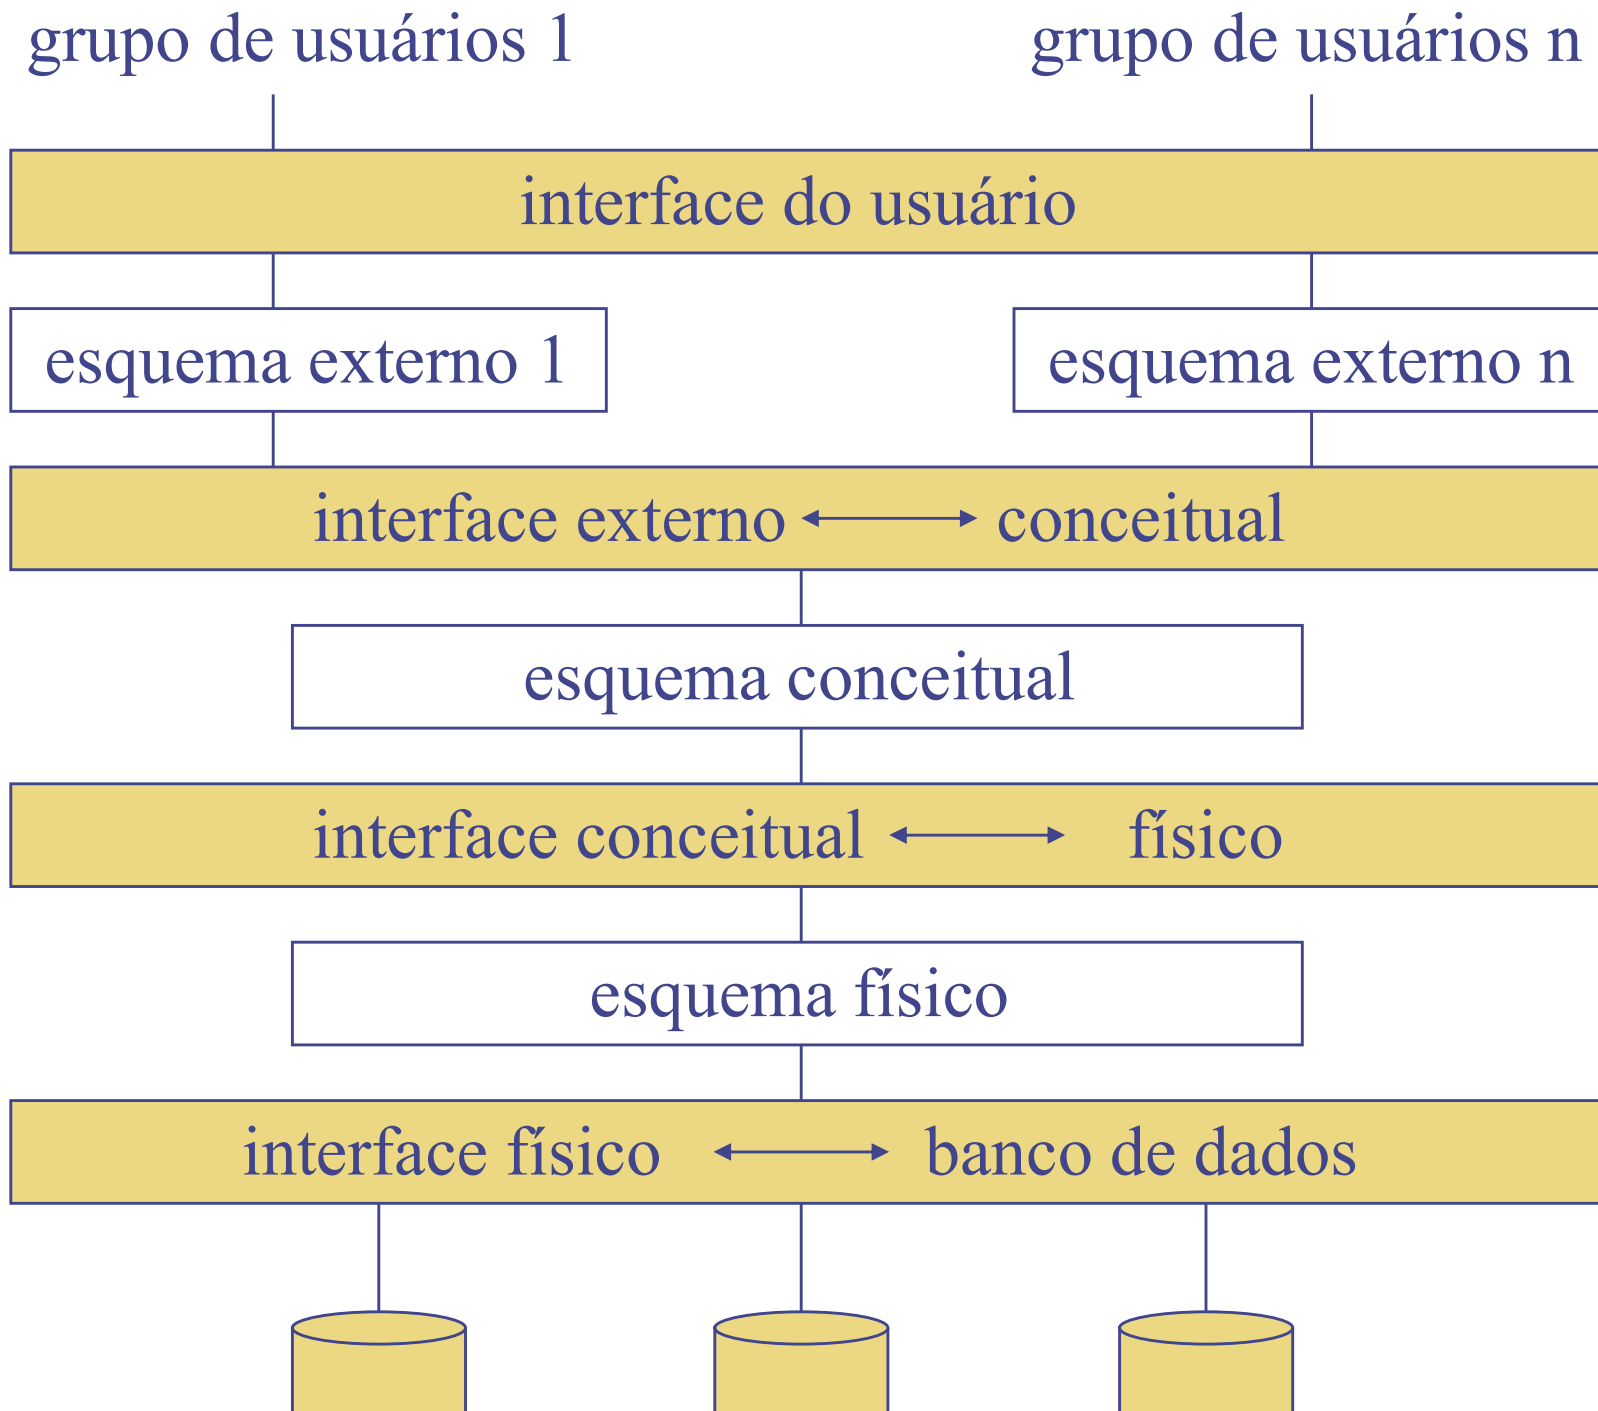 grupo de usuários 1
grupo de usuários n
interface do usuário
esquema externo 1
esquema externo n
interface externo conceitual
esquema conceitual
interface conceitual físico
esquema físico
interface físico banco de dados